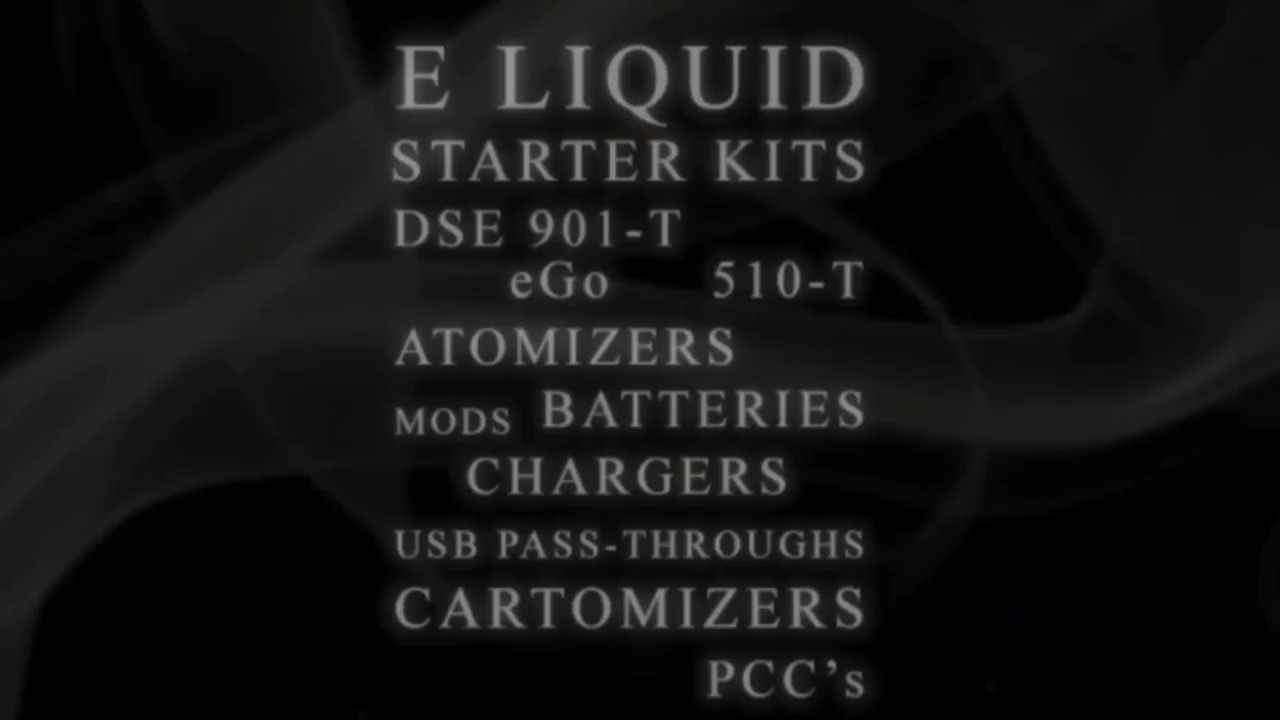 E LIQUID
STARTER KITS
DSE 901-T
eGo 510-T
ATOMIZERS
MODS BATTERIES
CHARGERS
USB PASS-THROUGHS
CARTOMIZERS
PCC's